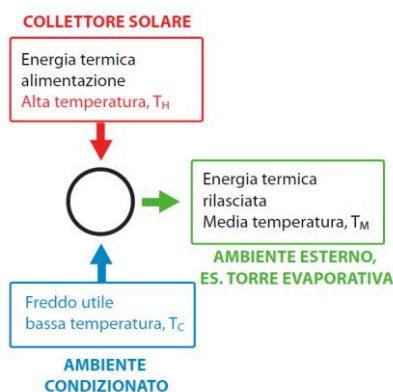 COLLETTORE SOLARE
Energia termica
alimentazione
Alta temperatura, TH
Energia termica
rilasciata
Media temperatura, TM
AMBIENTE ESTERNO,
ES. TORRE EVAPORATIVA
Freddo utile
bassa temperatura, TC
AMBIENTE
CONDIZIONATO